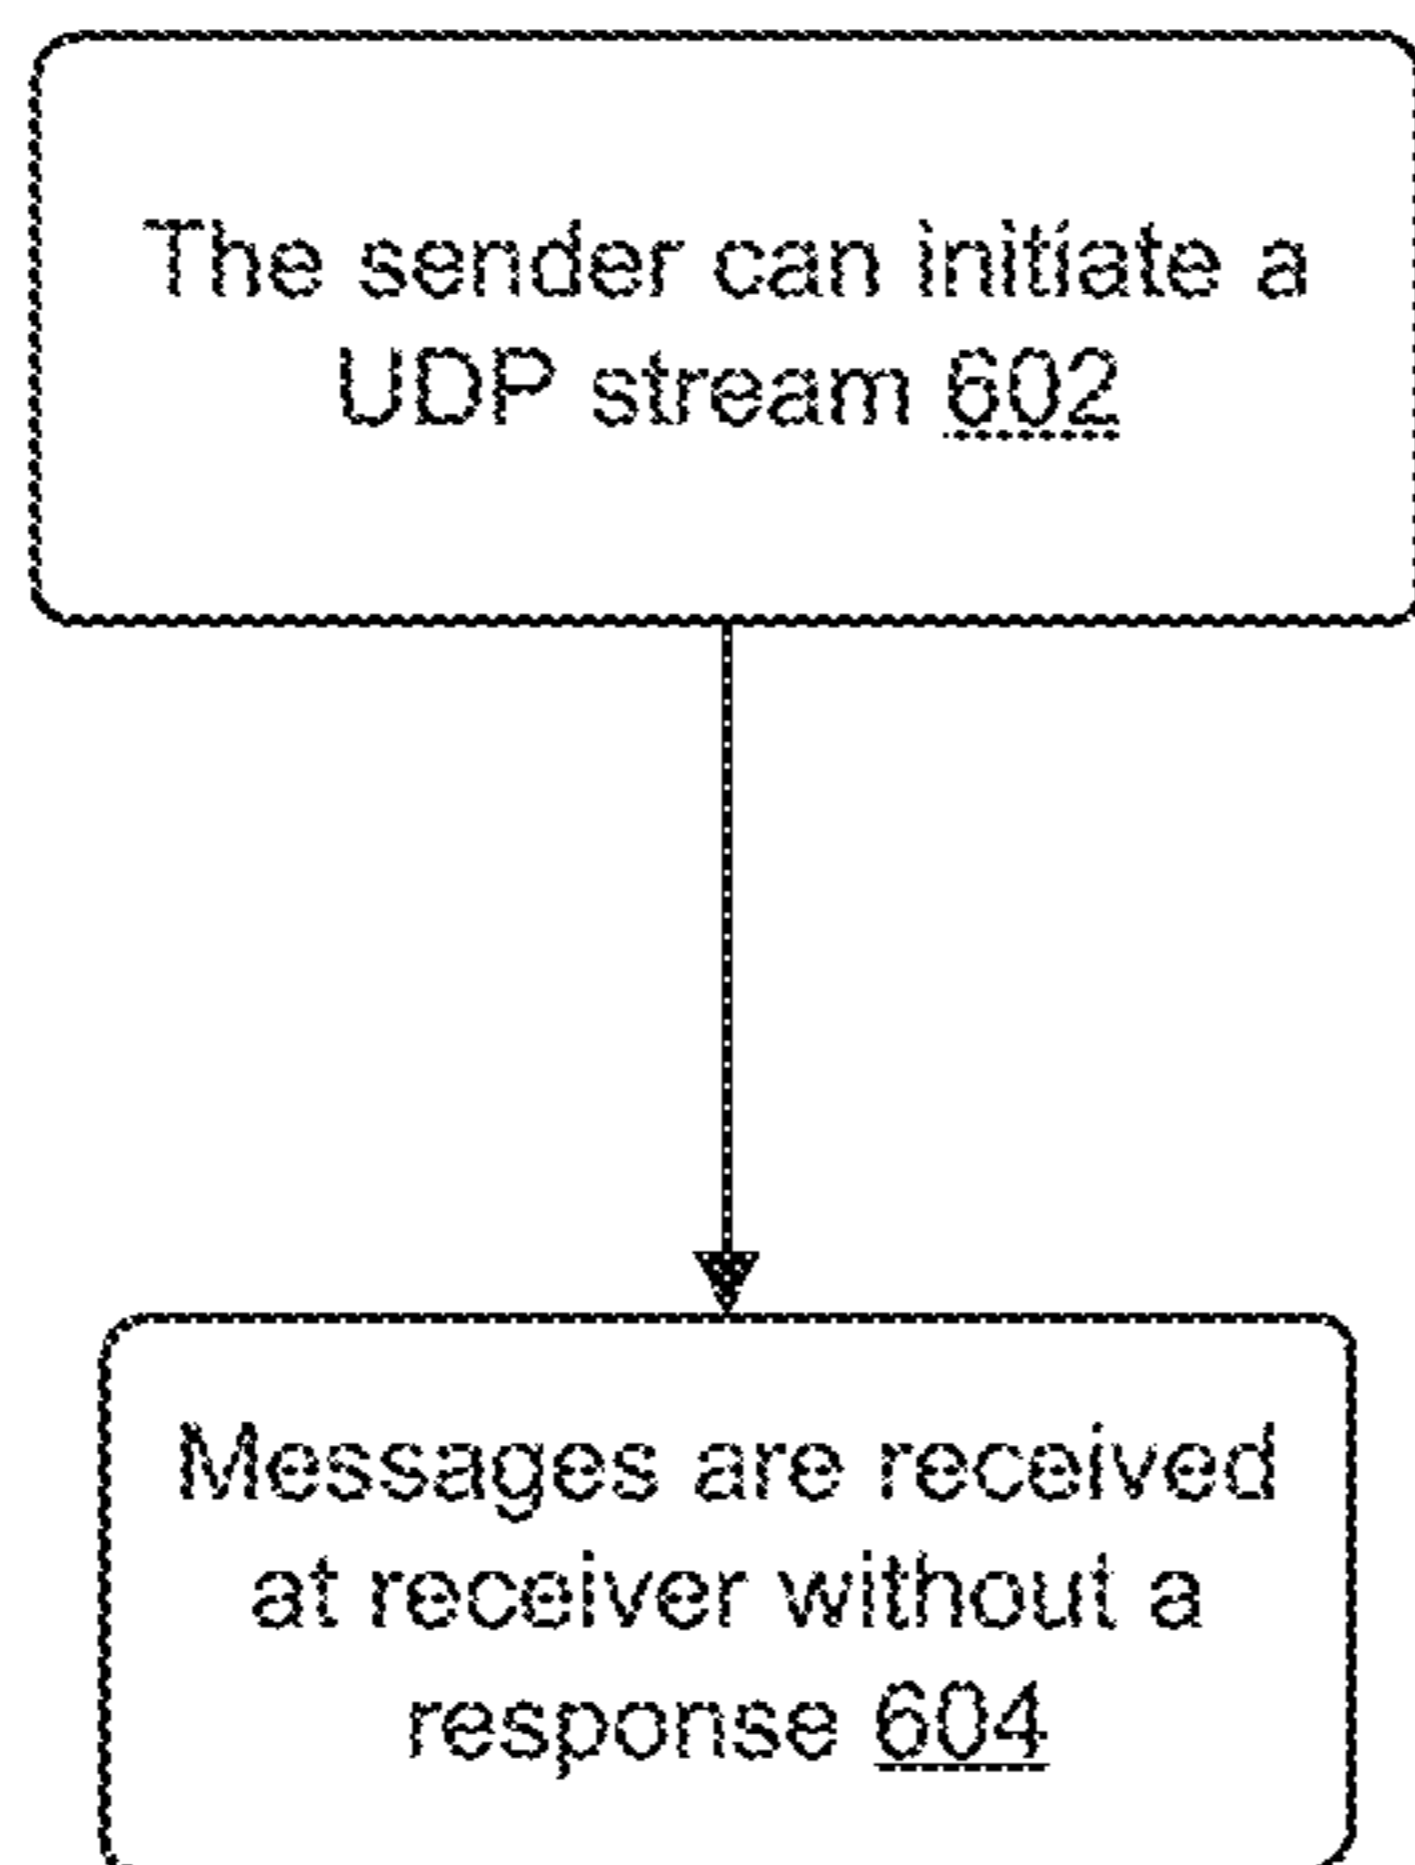 The sender can initiate a
UDP stream 602
Messages are received
at receiver without a
response 604